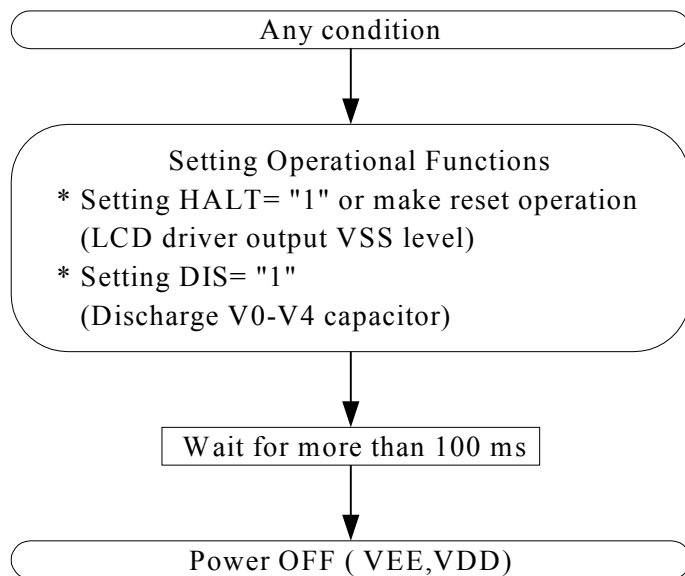 Any condition
Setting Operational Functions
* Setting HALT= "1" or make reset operation
(LCD driver output VSS level)
* Setting DIS= "1"
(Discharge V0-V4 capacitor)
Wait for more than 100 ms
Power OFF ( VEE,VDD)